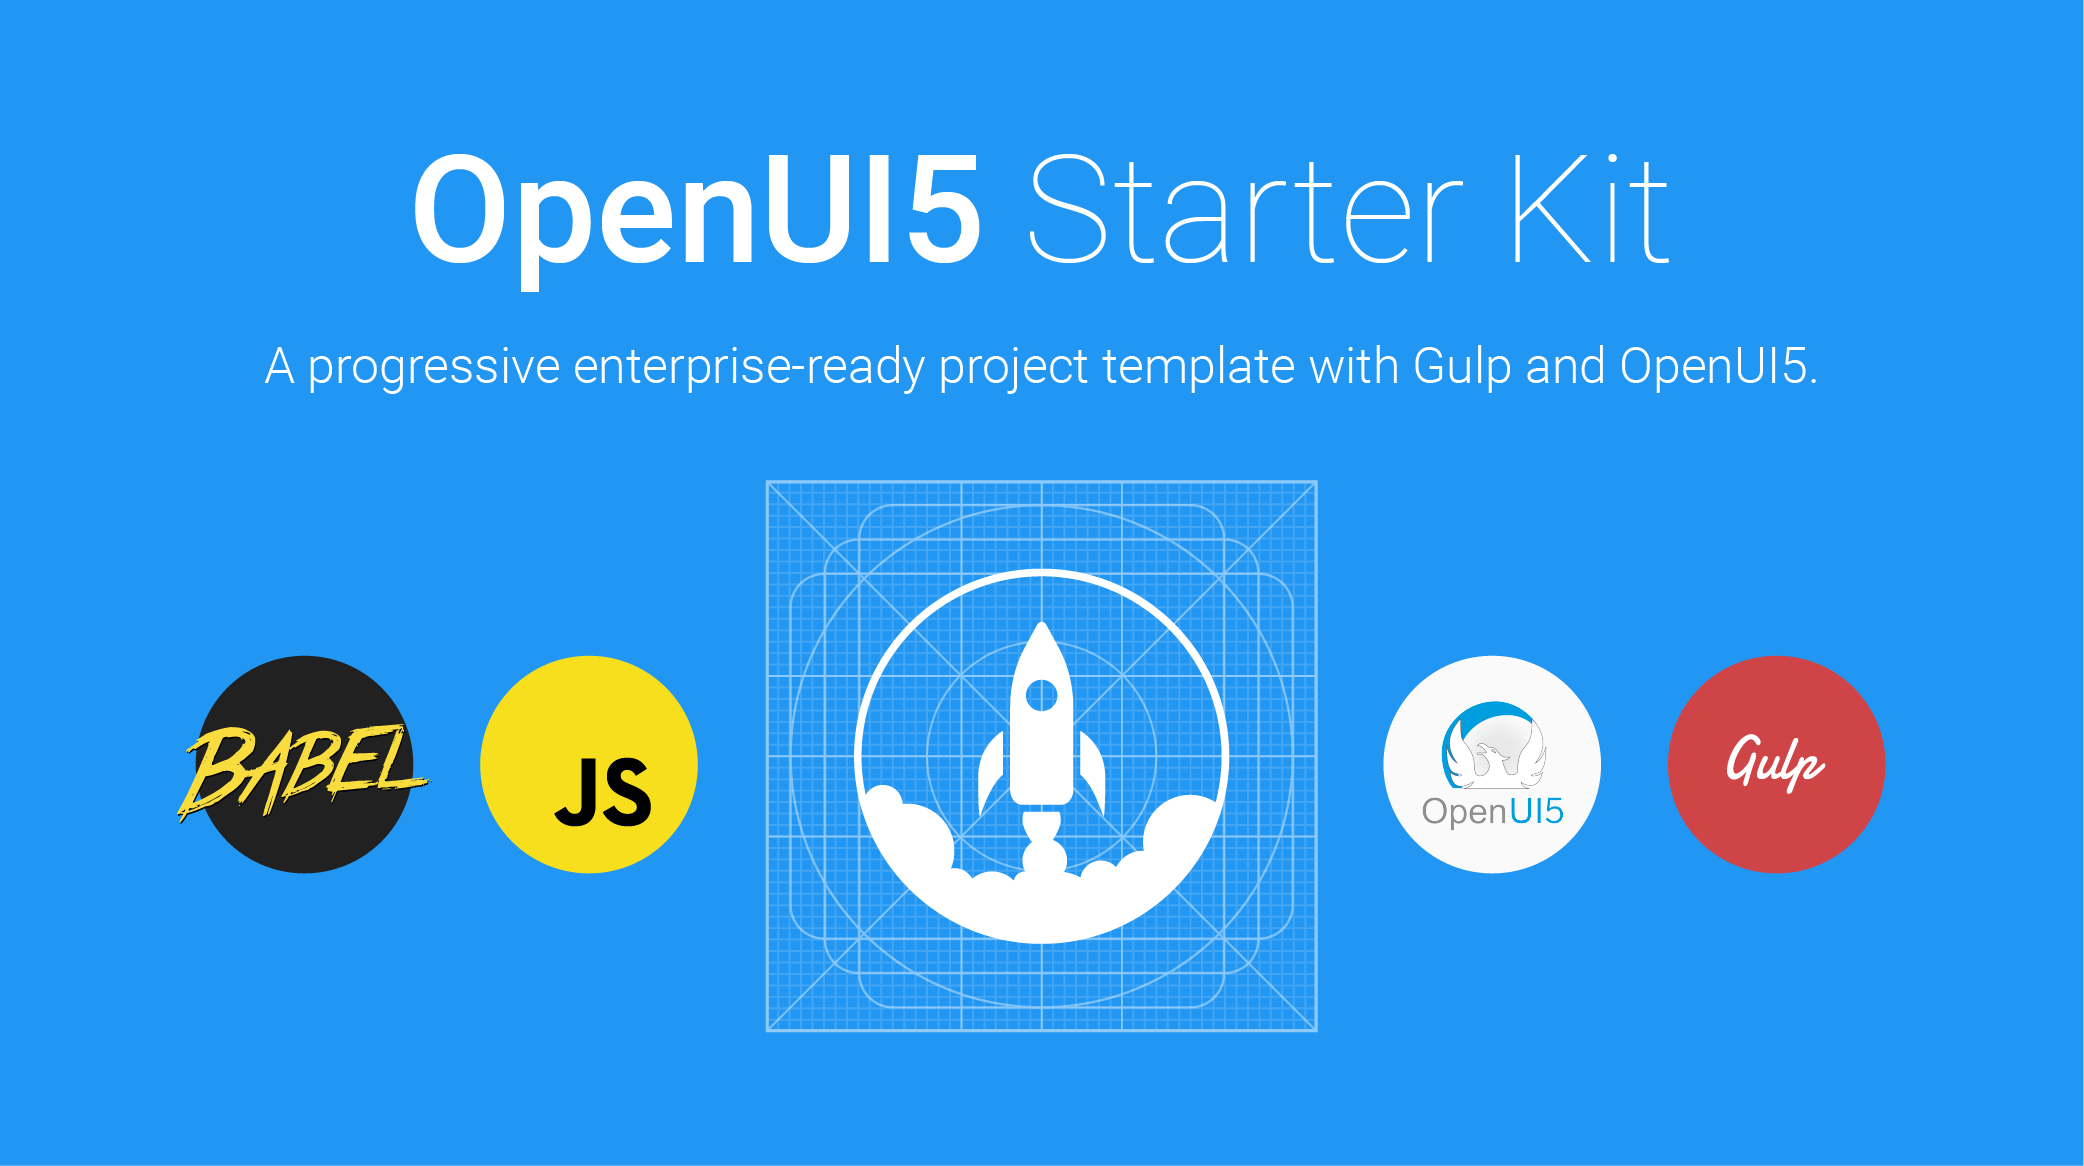 OpenUI5 Starter Kit
A progressive enterprise-ready project template with Gulp and OpenUI5.
BABEL
JS
OpenUI5
Gulp